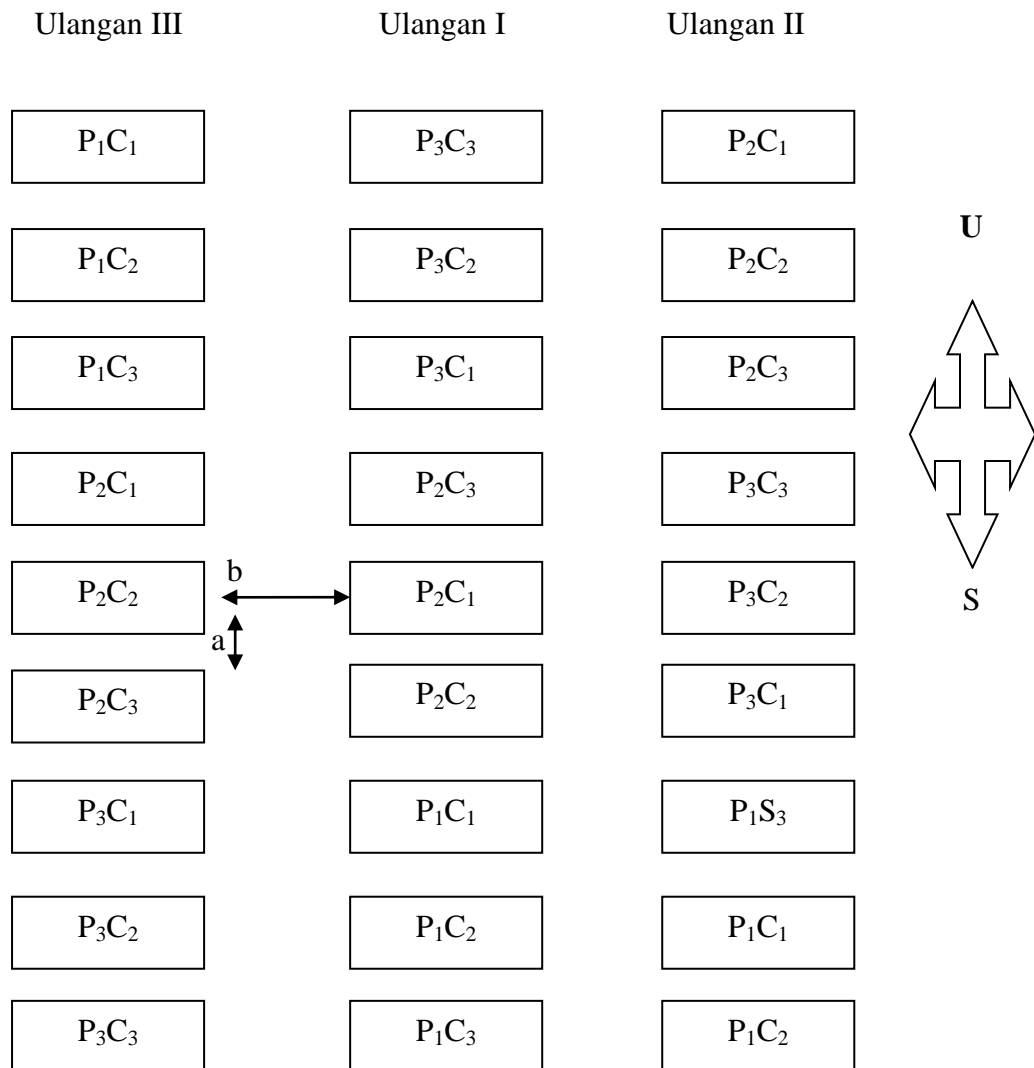 Ulangan III Ulangan I Ulangan II
P₁C₁ P₃C₃ P₂C₁
U
P₁C₂ P₃C₂ P₂C₂
P₁C₃ P₃C₁ P₂C₃
P₂C₁ P₂C₃ P₃C₃
b
P₂C₂ P₂C₁ P₃C₂
S
a
P₂C₃ P₂C₂ P₃C₁
P₃C₁ P₁C₁ P₁S₃
P₃C₂ P₁C₂ P₁C₁
P₃C₃ P₁C₃ P₁C₂